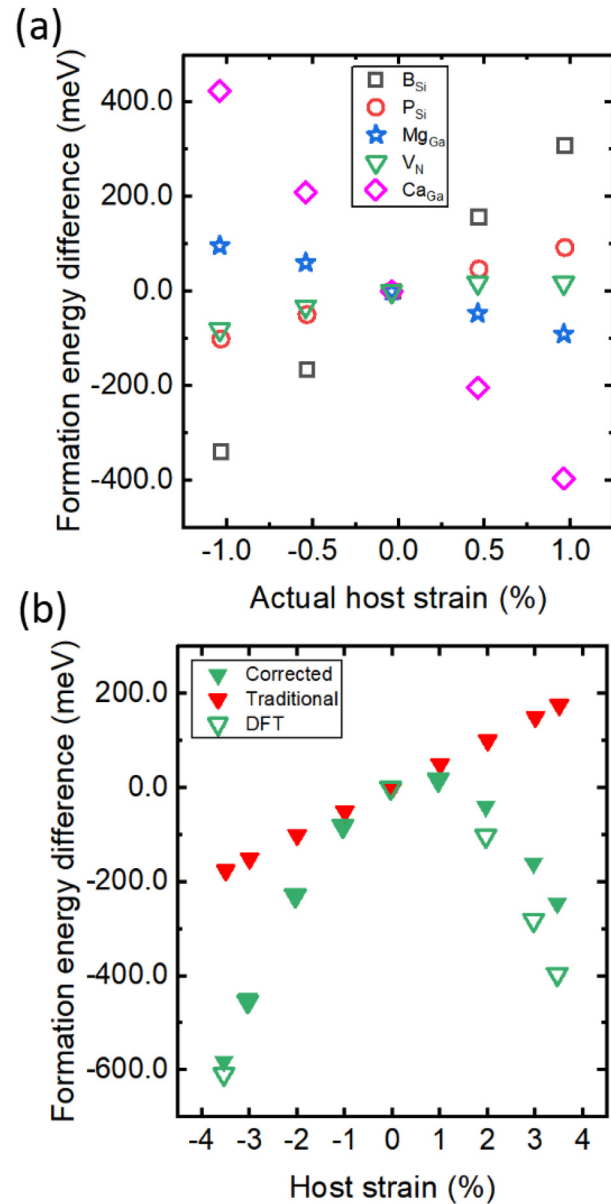 (a)
Formation energy difference (meV)
400.0
200.0
0.0
-200.0
-400.0
B_Si
P_Si
Mg_Ga
V_N
Ca_Ga
-1.0 -0.5 0.0 0.5 1.0
Actual host strain (%)
(b)
Formation energy difference (meV)
200.0
0.0
-200.0
-400.0
-600.0
Corrected
Traditional
DFT
-4 -3 -2 -1 0 1 2 3 4
Host strain (%)